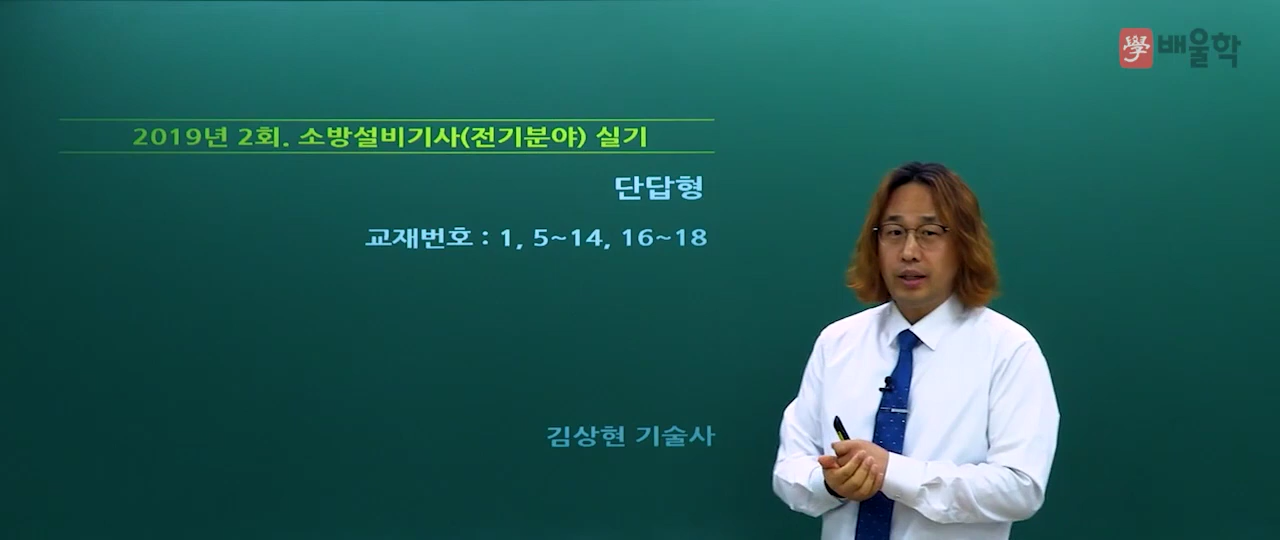 學 배울학
2019년 2회. 소방설비기사(전기분야) 실기
단답형
교재번호 : 1, 5~14, 16~18
김상현 기술사